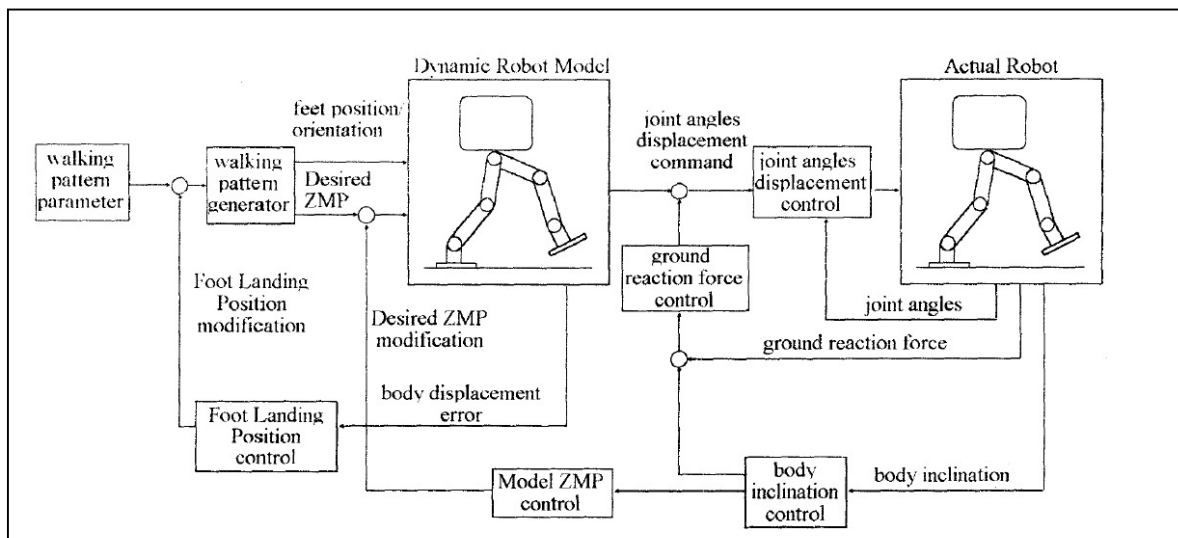 Dynamic Robot Model
Actual Robot
feet position/
orientation
joint angles
displacement
command
walking
pattern
parameter
walking
pattern
generator
Desired
ZMP
joint angles
displacement
control
ground
reaction force
control
Foot Landing
Position
modification
Desired ZMP
modification
joint angles
ground reaction force
body displacement
error
Foot Landing
Position
control
Model ZMP
control
body
inclination
control
body inclination